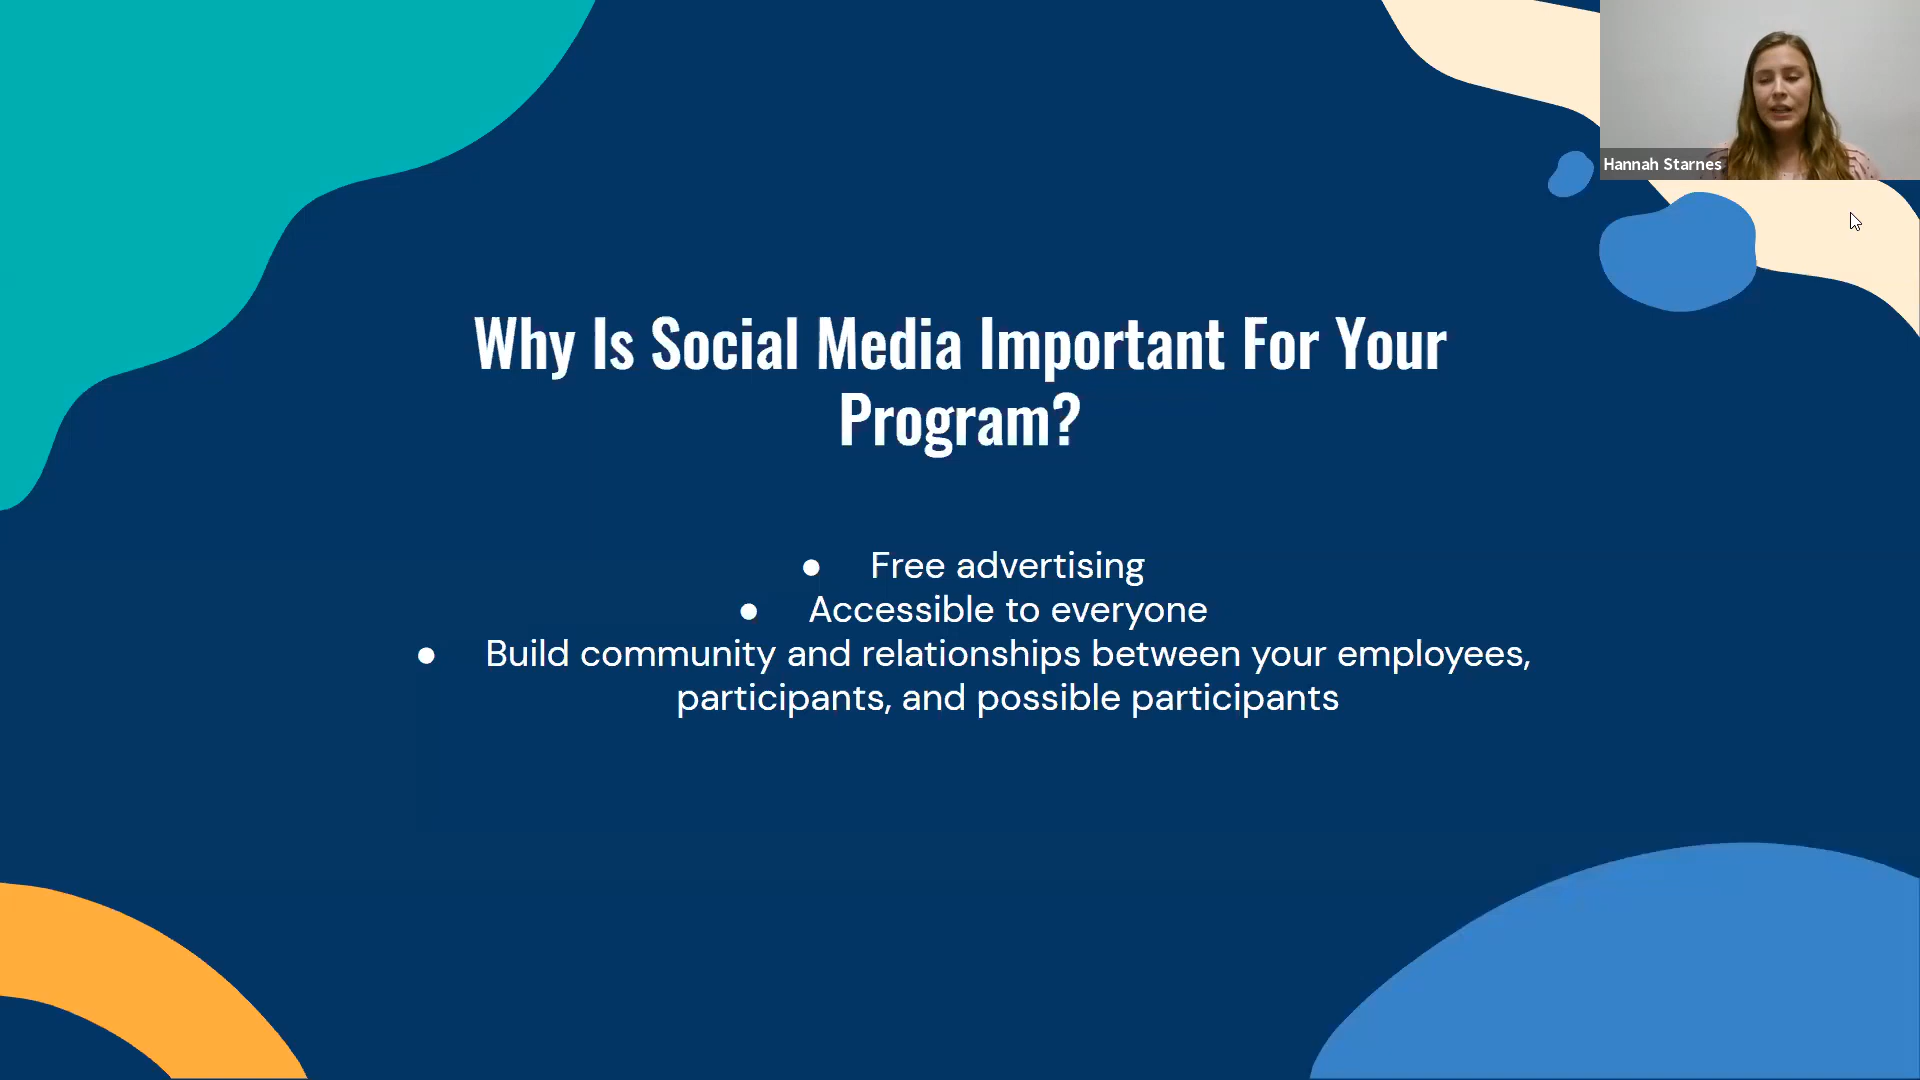 Hannah Starnes
Why Is Social Media Important For Your
Program?
● Free advertising
● Accessible to everyone
● Build community and relationships between your employees,
participants, and possible participants